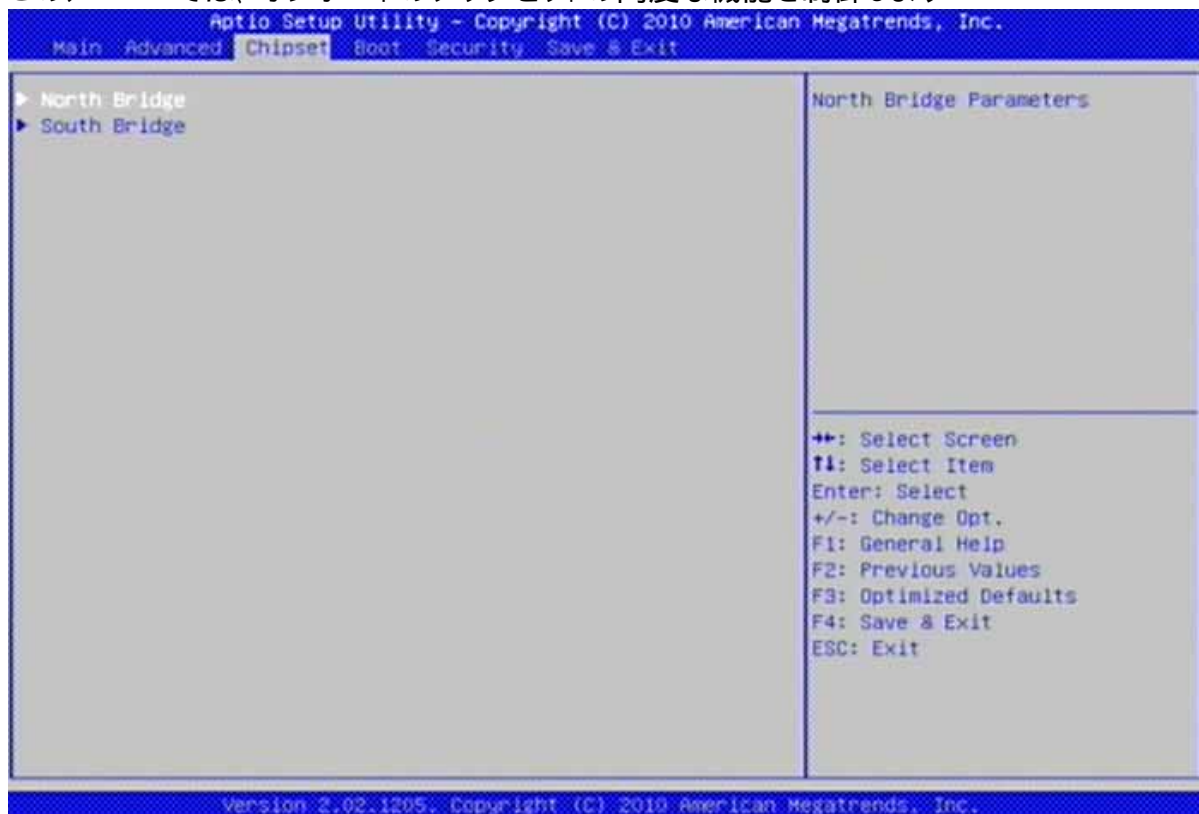 Aptio Setup Utility - Copyright (C) 2010 American Megatrends, Inc.
Main Advanced Chipset Boot Security Save & Exit
► North Bridge
► South Bridge
North Bridge Parameters
→←: Select Screen
↑↓: Select Item
Enter: Select
+/-: Change Opt.
F1: General Help
F2: Previous Values
F3: Optimized Defaults
F4: Save & Exit
ESC: Exit
Version 2.02.1205. Copyright (C) 2010 American Megatrends, Inc.